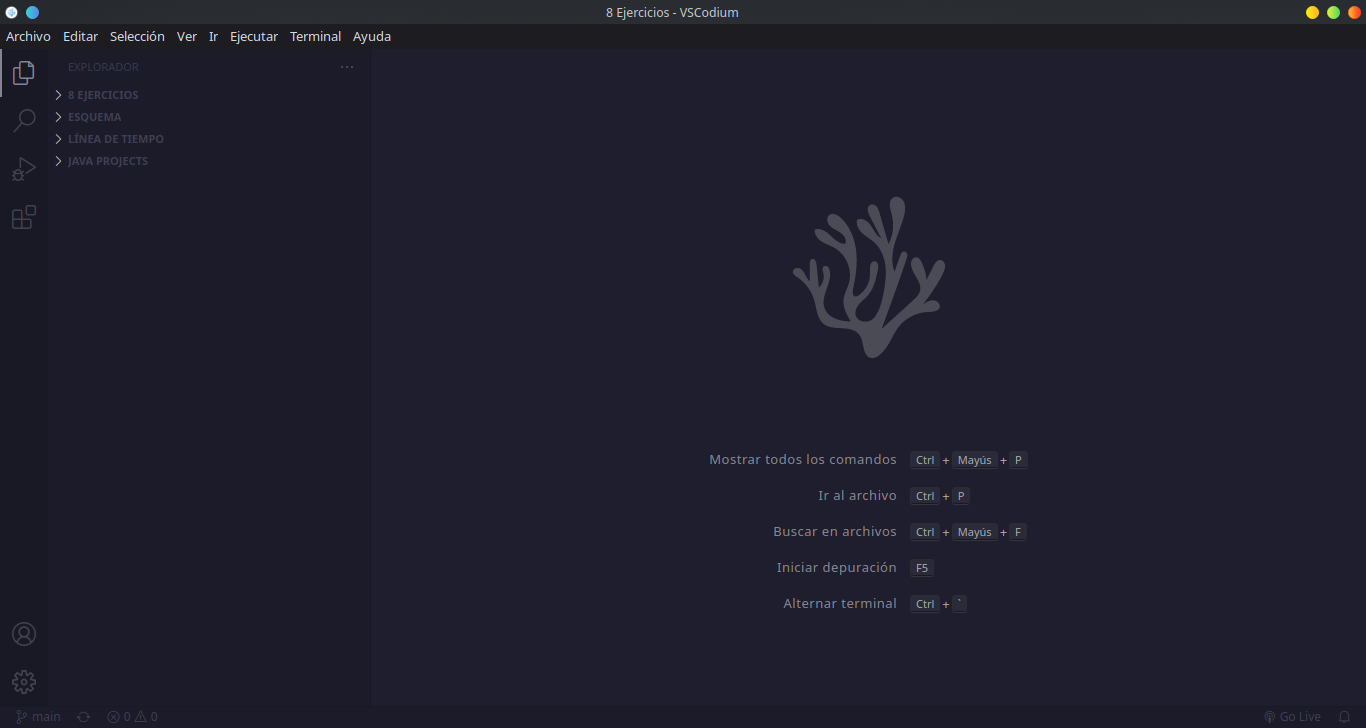 8 Ejercicios - VSCodium
Archivo Editar Selección Ver Ir Ejecutar Terminal Ayuda
EXPLORADOR
8 EJERCICIOS
ESQUEMA
LÍNEA DE TIEMPO
JAVA PROJECTS
Mostrar todos los comandos Ctrl + Mayús + P
Ir al archivo Ctrl + P
Buscar en archivos Ctrl + Mayús + F
Iniciar depuración F5
Alternar terminal Ctrl + `
main 0 0 Go Live